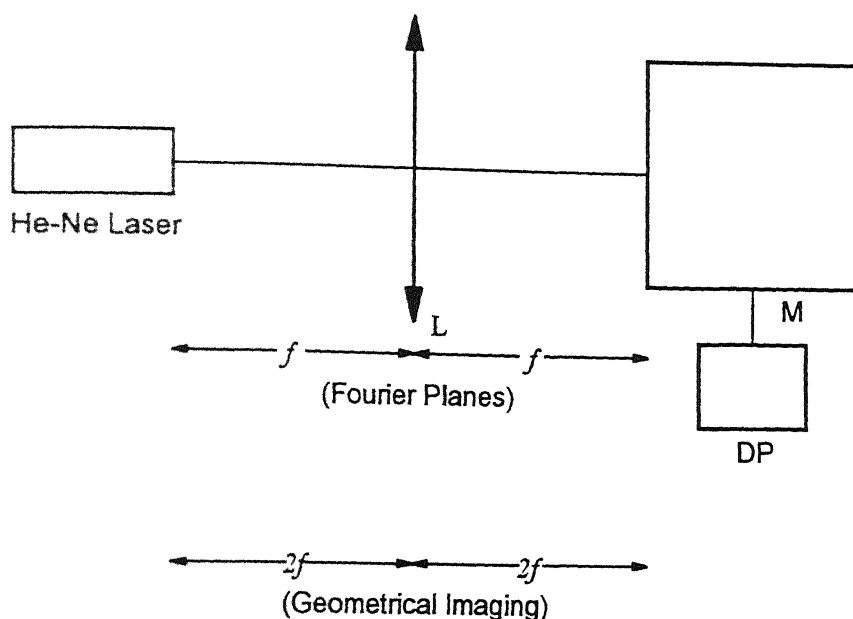 He-Ne Laser
L
M
f f
(Fourier Planes)
DP
2f 2f
(Geometrical Imaging)